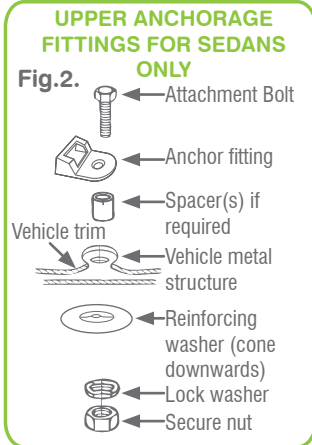 UPPER ANCHORAGE
FITTINGS FOR SEDANS
ONLY
Fig.2.
Attachment Bolt
Anchor fitting
Spacer(s) if
required
Vehicle trim
Vehicle metal
structure
Reinforcing
washer (cone
downwards)
Lock washer
Secure nut